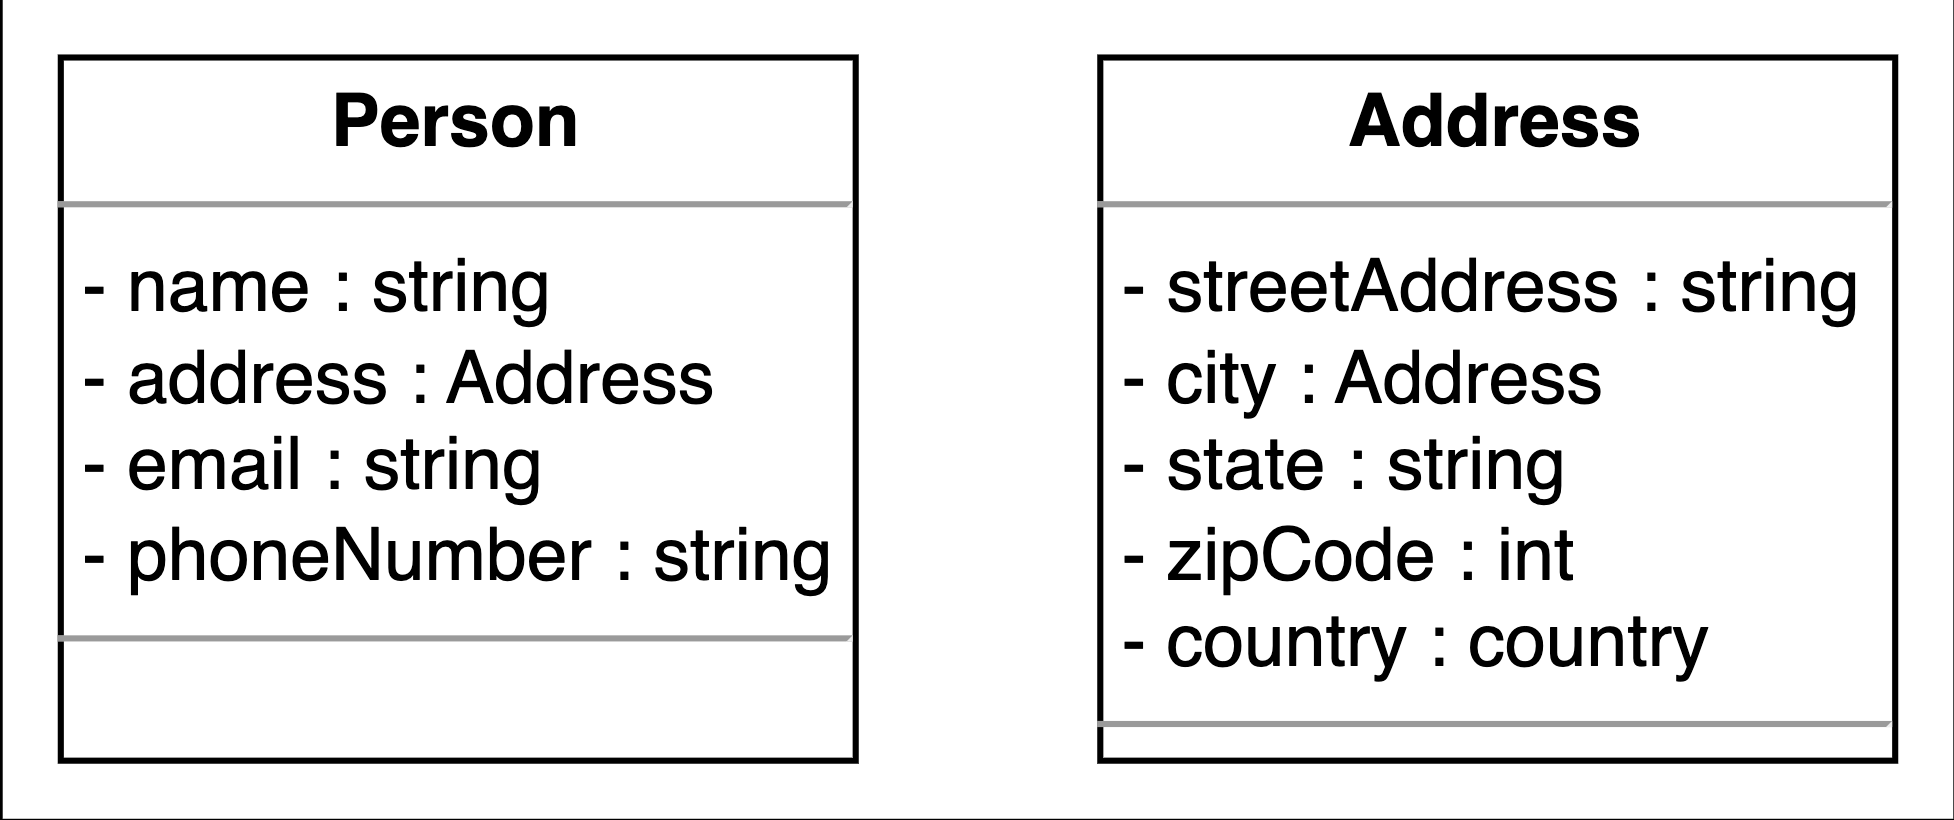 Person
- name : string
- address : Address
- email : string
- phoneNumber : string
Address
- streetAddress : string
- city : Address
- state : string
- zipCode : int
- country : country